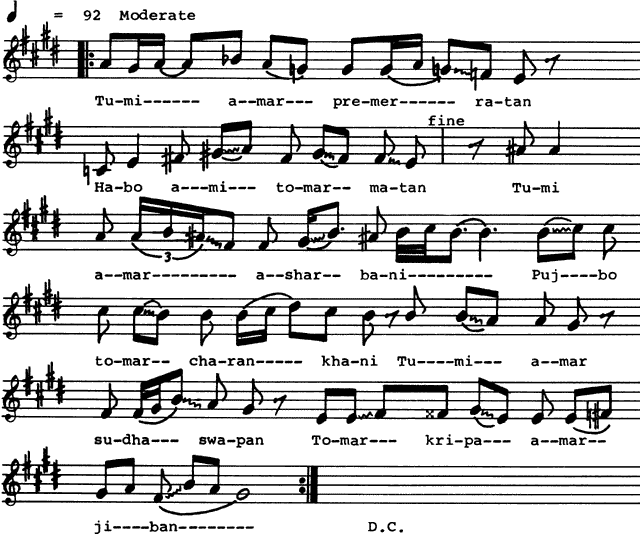 = 92 Moderate
Tu-mi------ a--mar--- pre-mer------ ra-tan
fine
Ha-bo a---mi--- to-mar-- ma-tan Tu-mi
3
a-mar---------- a--shar-- ba-ni--------- Puj----bo
to-mar-- cha-ran----- kha-ni Tu----mi--- a--mar
su-dha--- swa-pan To-mar--- kri-pa--- a--mar--
ji----ban-------- D.C.